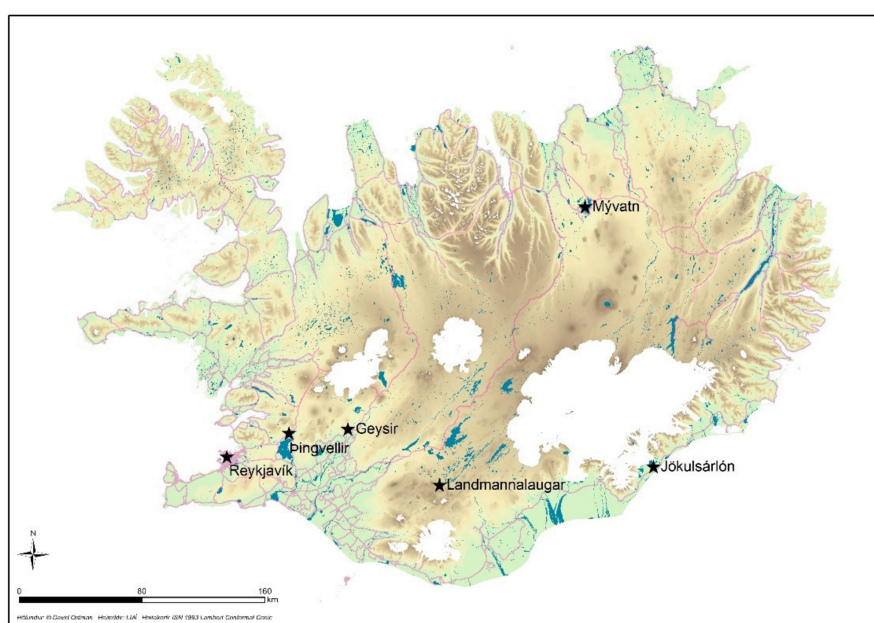 Mývatn
Geysir
Þingvellir
Reykjavík
Jökulsárlón
Landmannalaugar
N
0 80 160
km